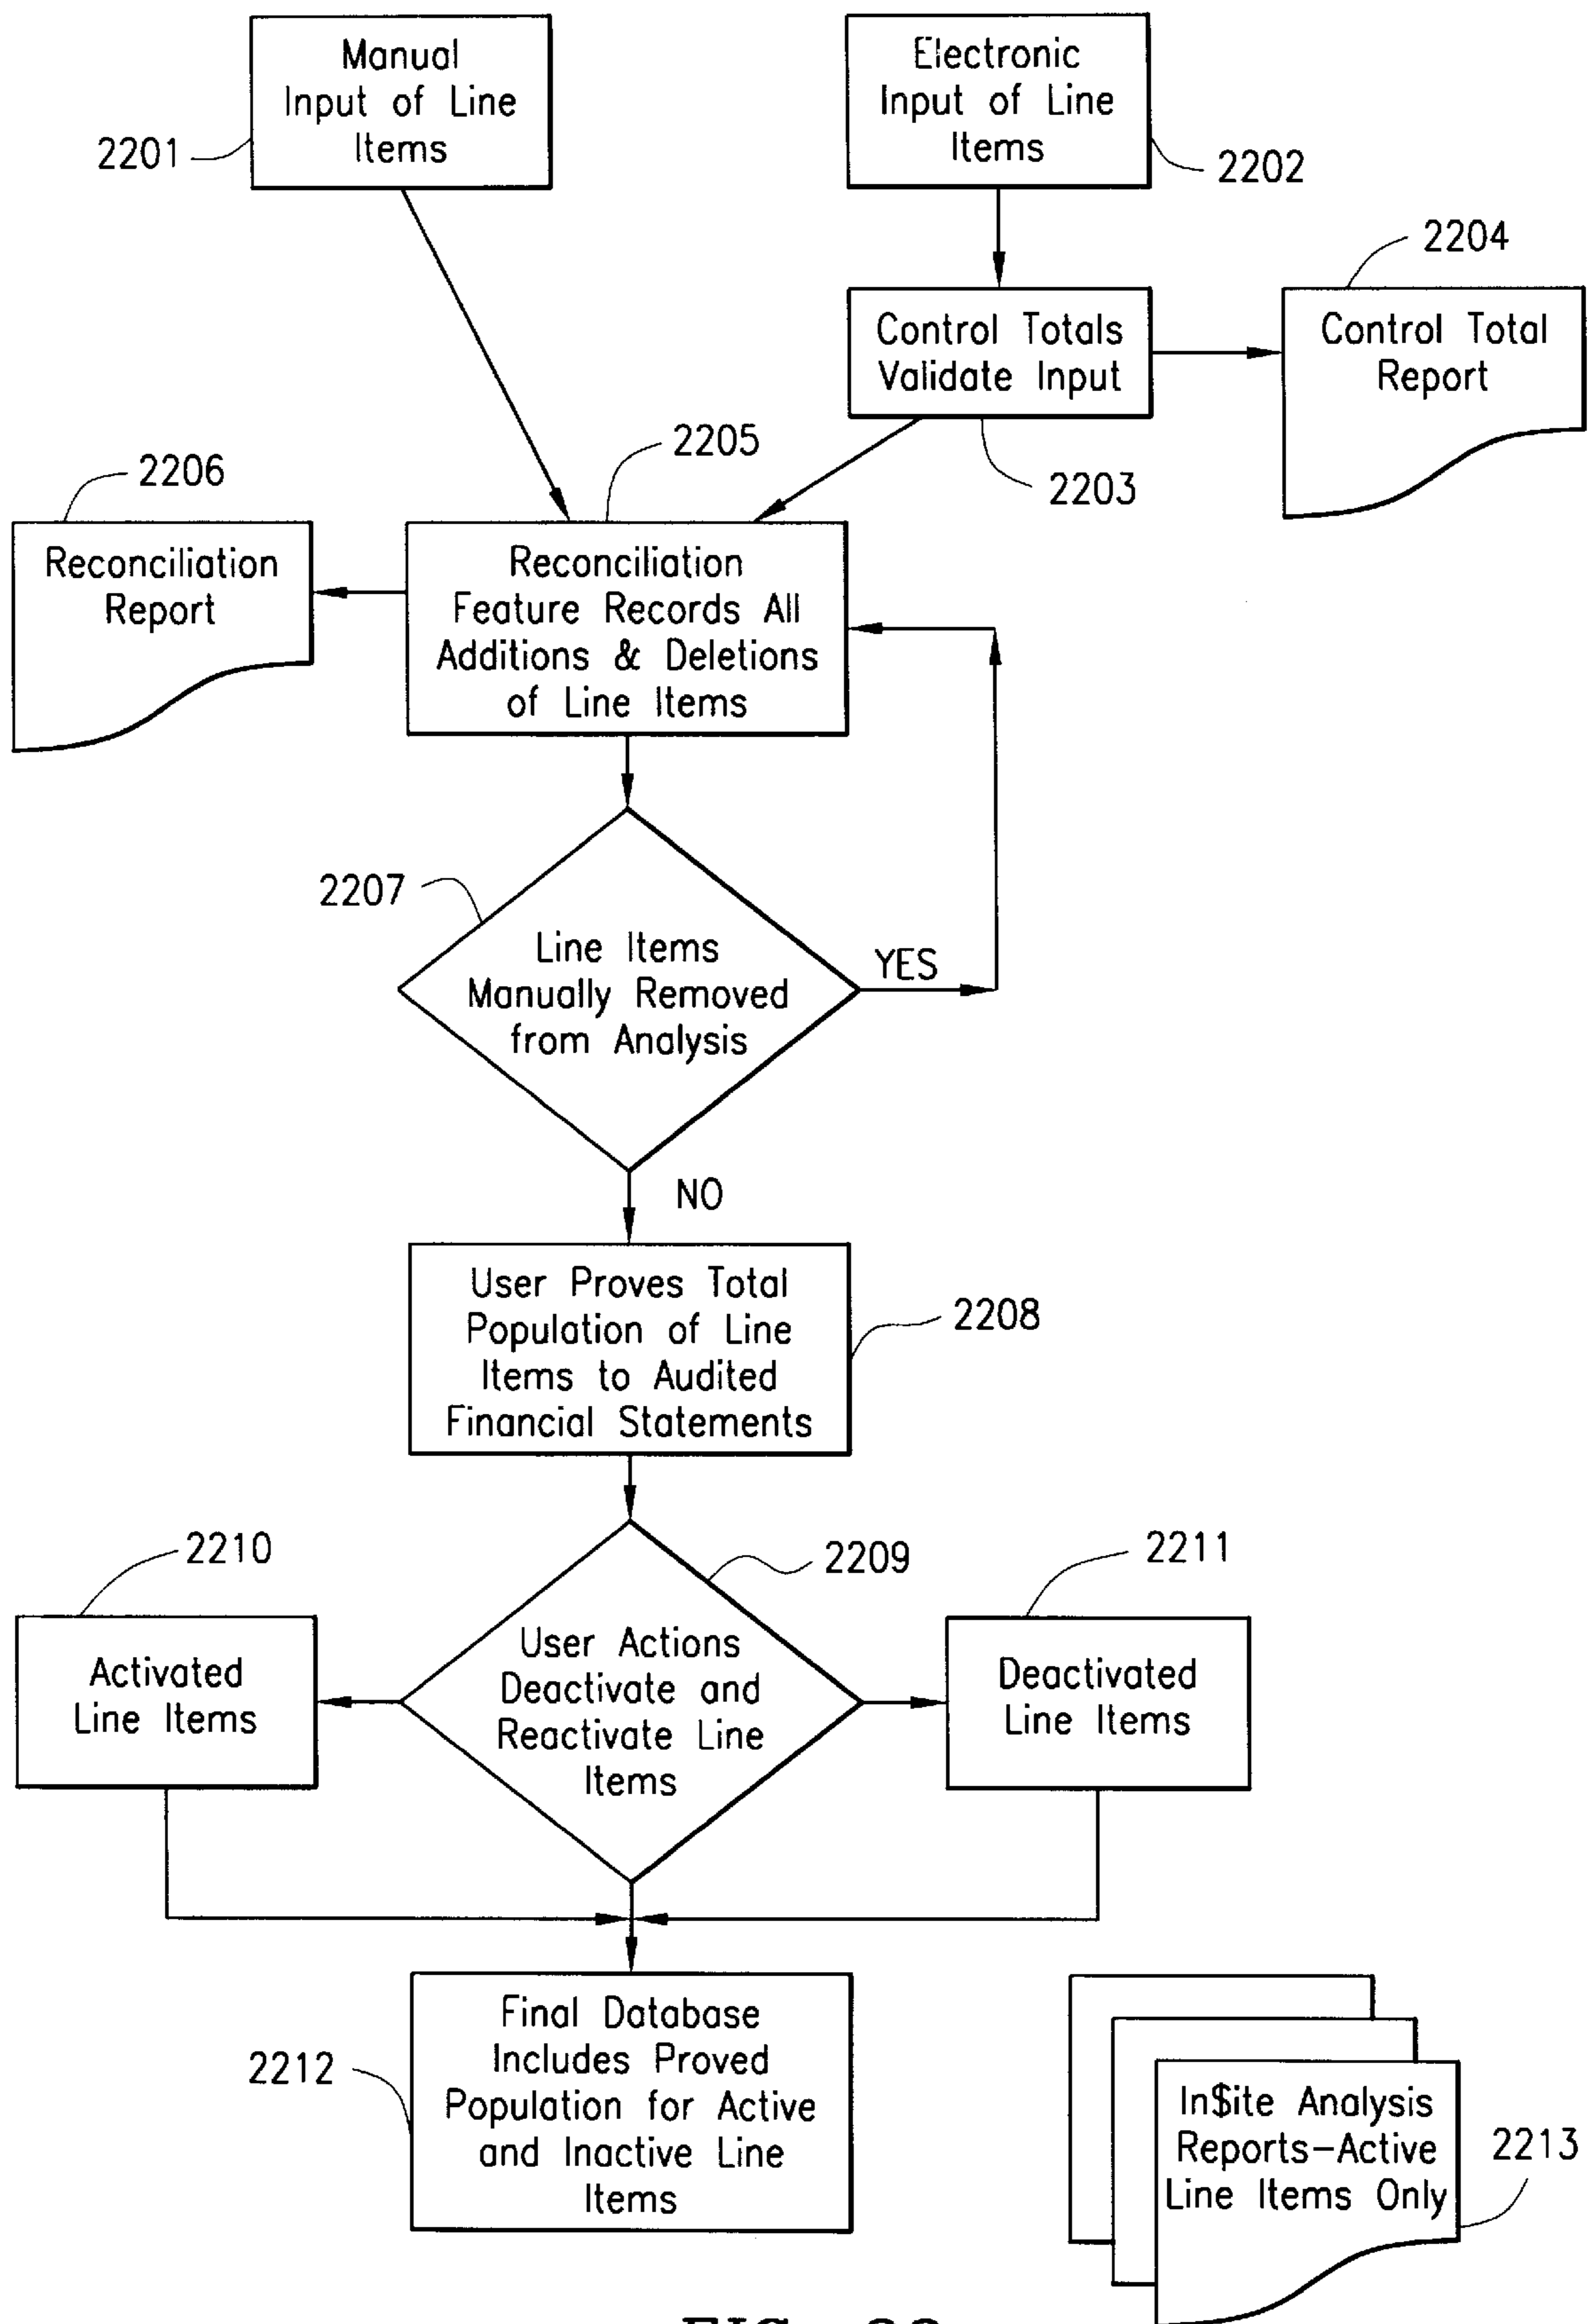 Manual
Input of Line
Items
2201
Electronic
Input of Line
Items
2202
2204
Control Totals
Validate Input
Control Total
Report
2203
2205
2206
Reconciliation
Report
Reconciliation
Feature Records All
Additions & Deletions
of Line Items
2207
Line Items
Manually Removed
from Analysis
YES
NO
User Proves Total
Population of Line
Items to Audited
Financial Statements
2208
2210
2209
2211
Activated
Line Items
User Actions
Deactivate and
Reactivate Line
Items
Deactivated
Line Items
2212
Final Database
Includes Proved
Population for Active
and Inactive Line
Items
In$ite Analysis
Reports-Active
Line Items Only
2213